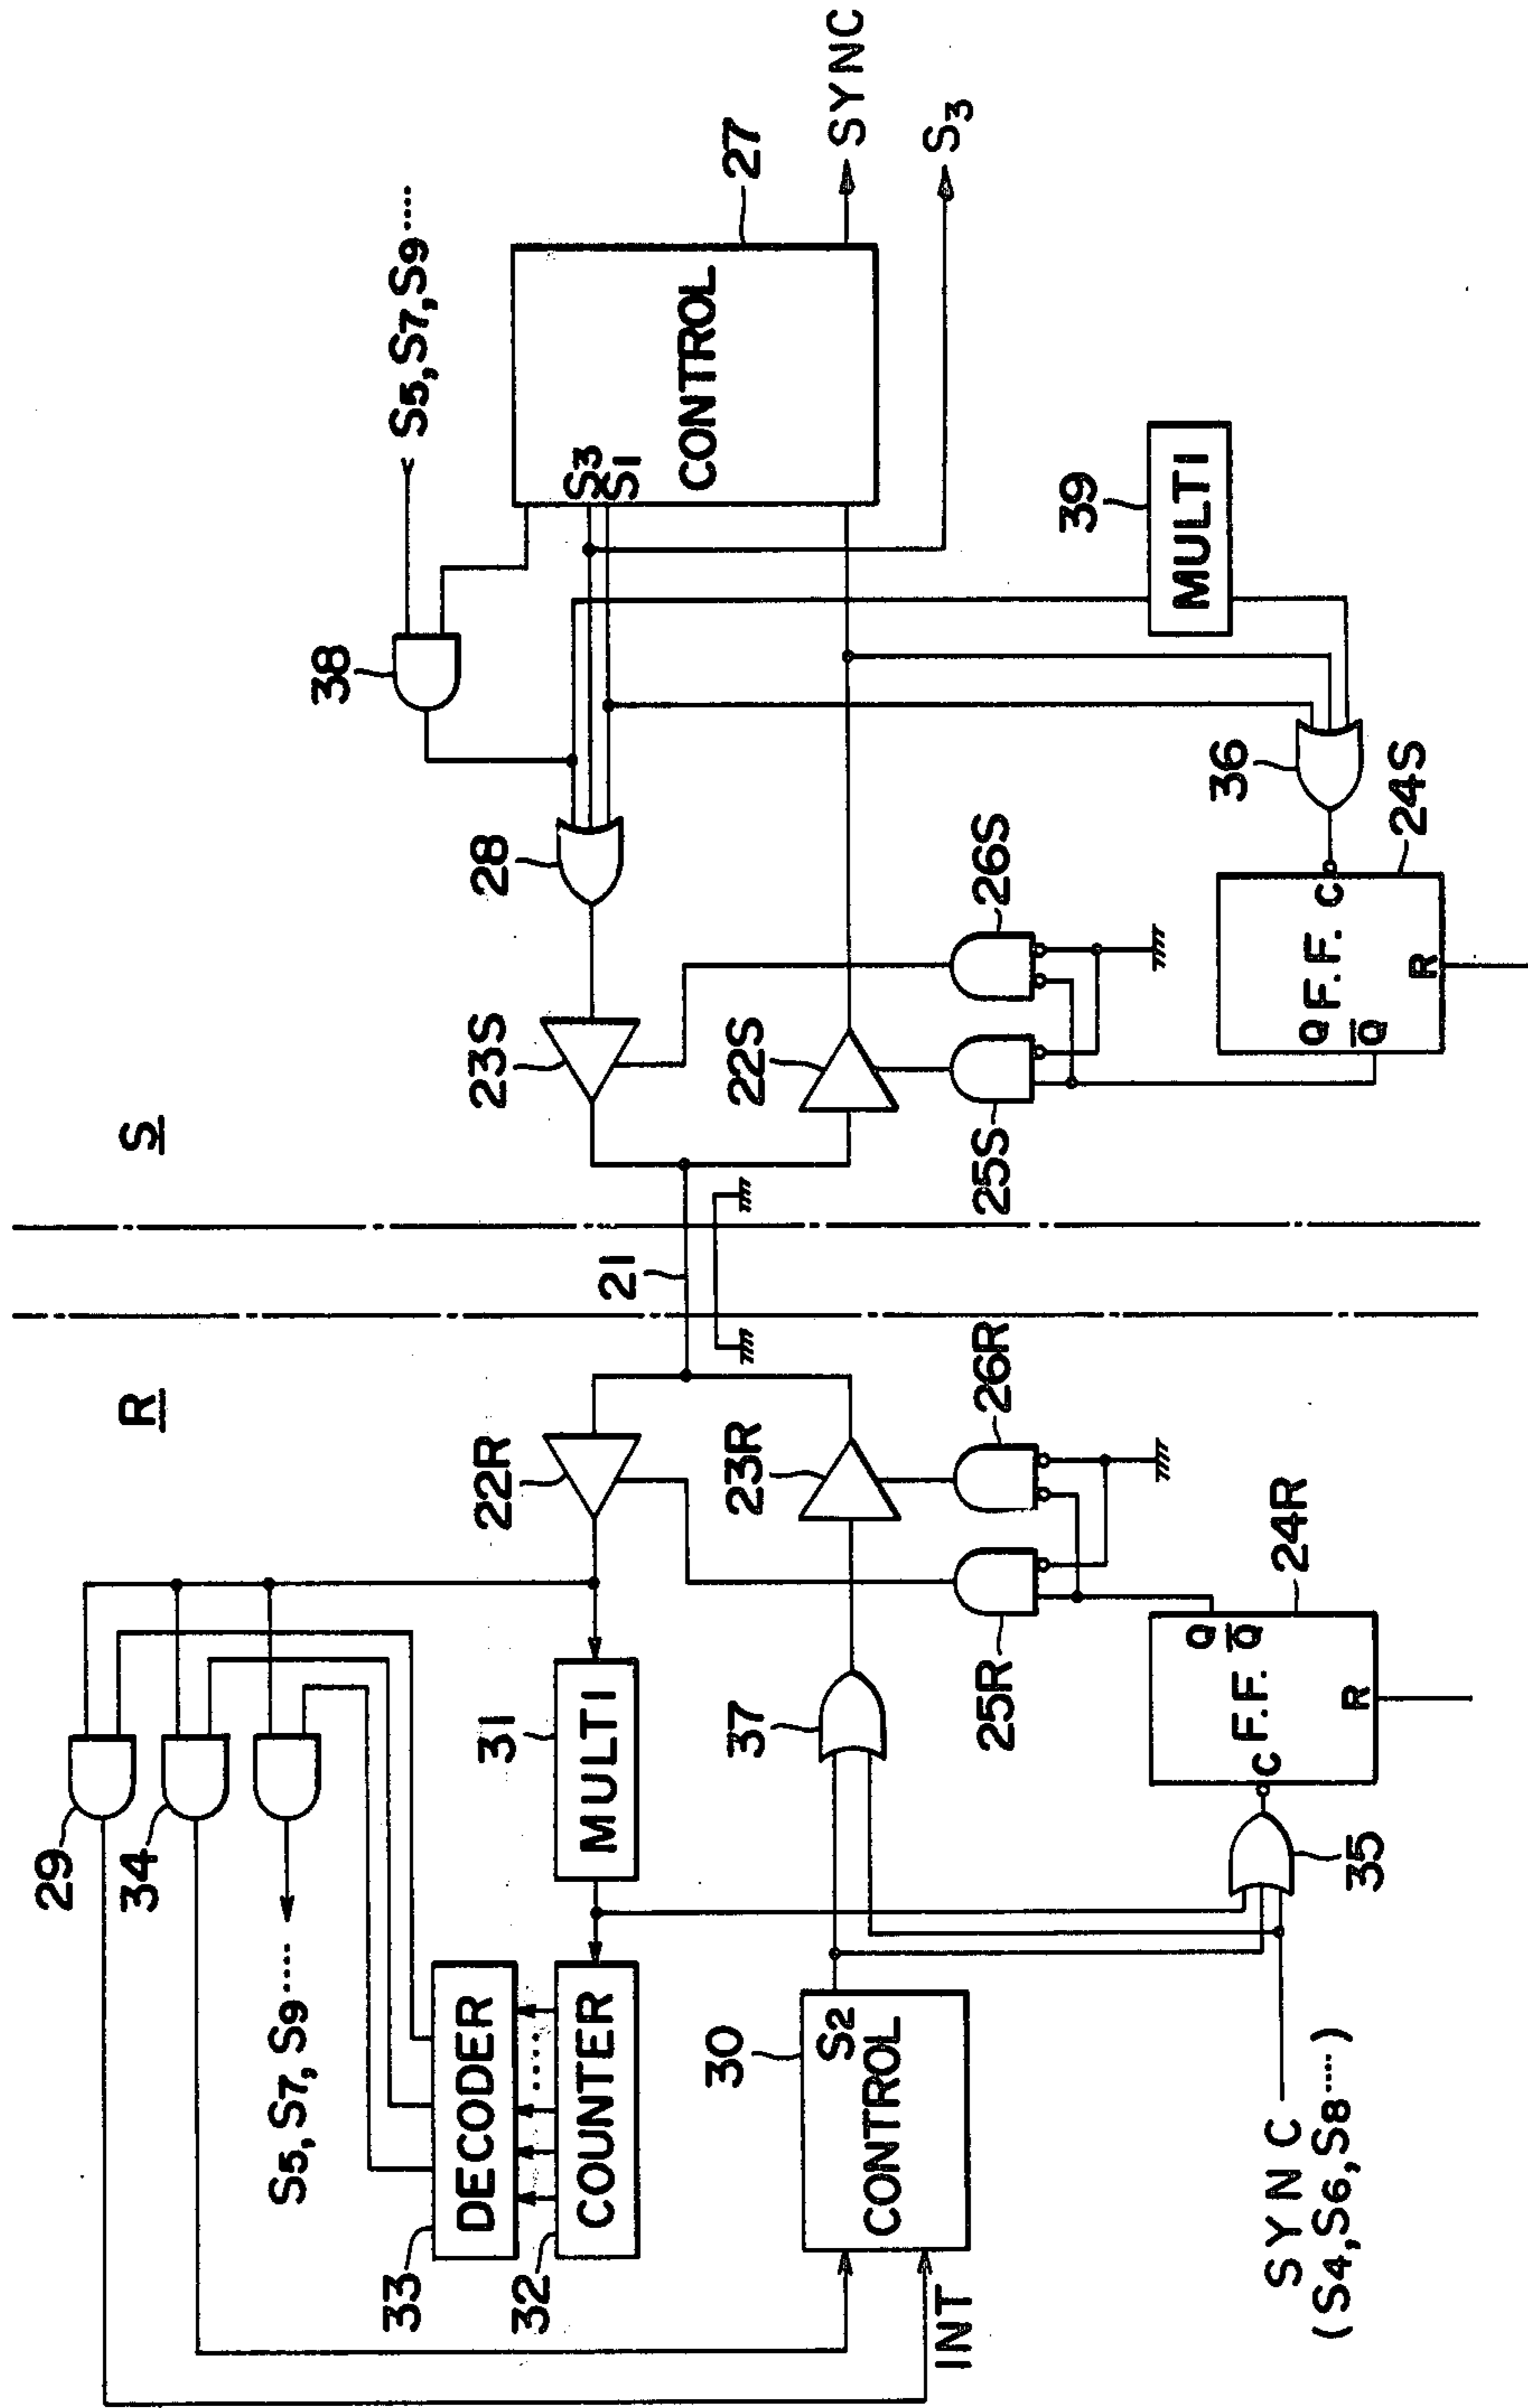 R
S
29
34
S5, S7, S9 ....
33
DECODER
32
COUNTER
31
MULTI
22R
21
23S
28
38
S5, S7, S9 ....
S3
S1
CONTROL
27
SYNC
S3
30
S2
CONTROL
INT
37
23R
26R
25R
22S
26S
25S
39
MULTI
SYNC
(S4, S6, S8 ....)
35
C
F.F.
Q
Q̅
R
24R
Q
Q̅
F.F.
C
R
24S
36